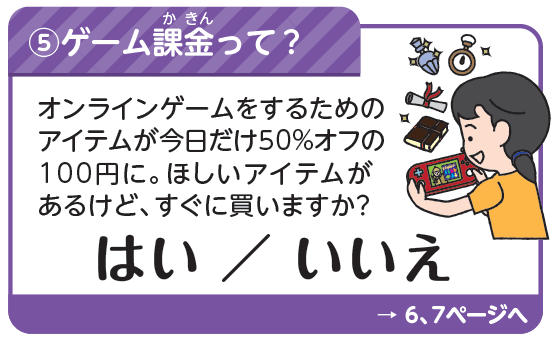 か きん
⑤ゲーム課金って？
オンラインゲームをするための
アイテムが今日だけ50%オフの
100円に。ほしいアイテムが
あるけど、すぐに買いますか?
はい ／ いいえ
→ 6、7ページへ